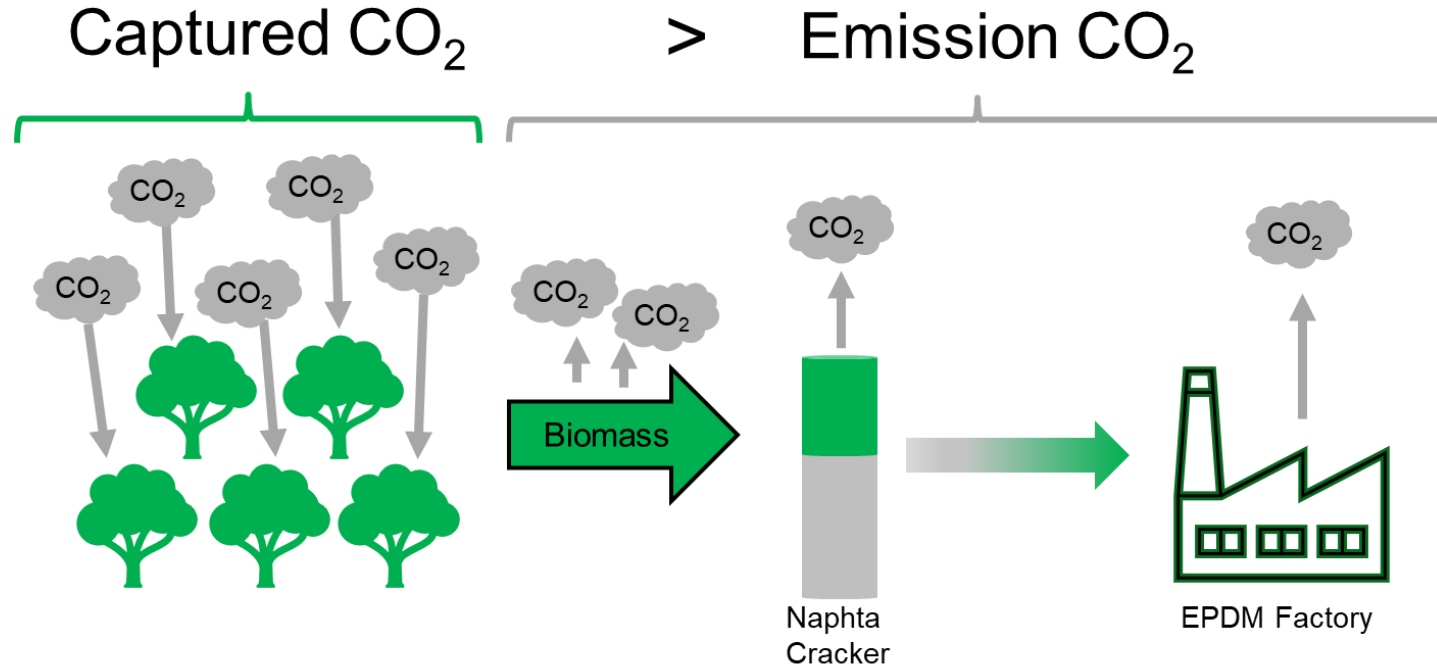 Captured CO₂ > Emission CO₂
CO₂
CO₂
CO₂
CO₂
CO₂
CO₂
CO₂
CO₂
CO₂
Biomass
Naphta
Cracker
EPDM Factory